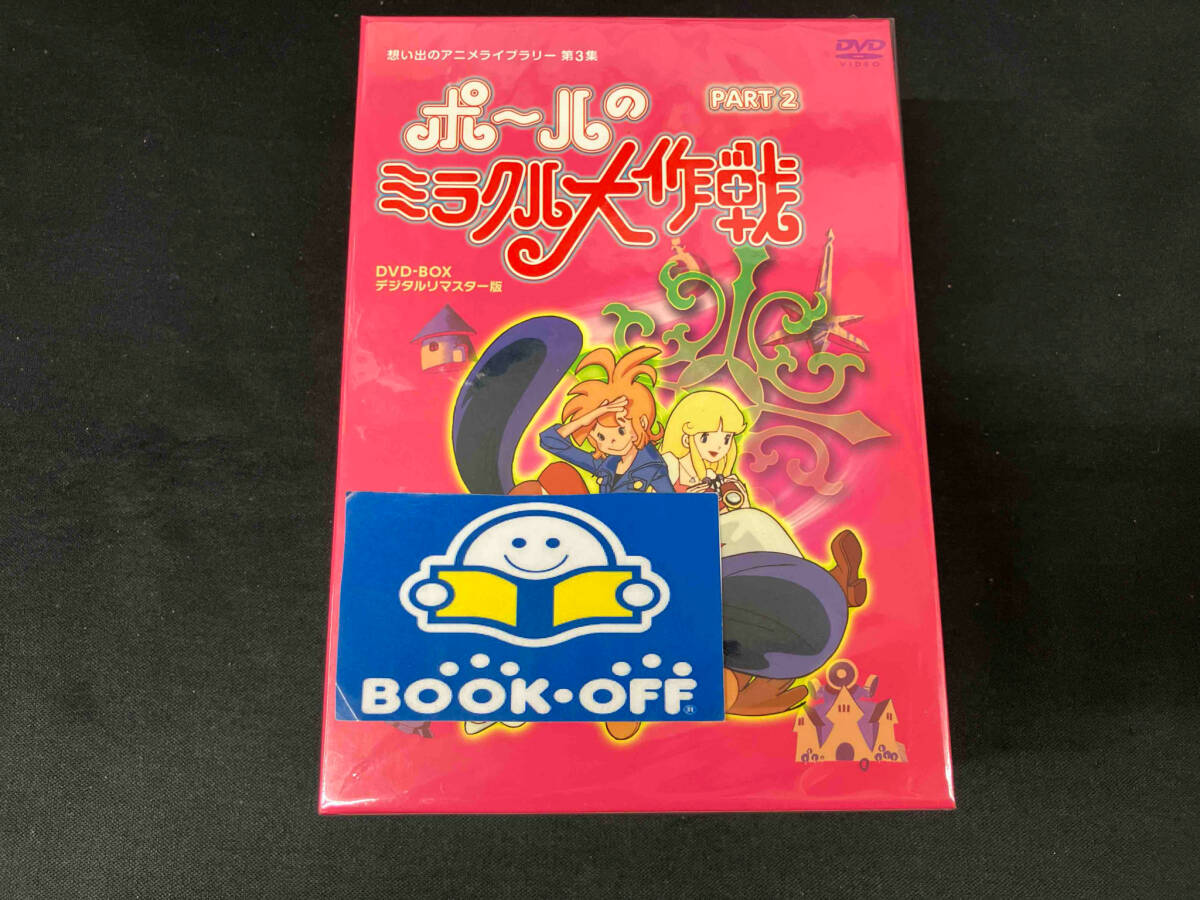 想い出のアニメライブラリー 第3集
DVD
VIDEO
PART 2
ポールの
ミラクル大作戦
DVD-BOX
デジタルリマスター版
BOOK・OFF